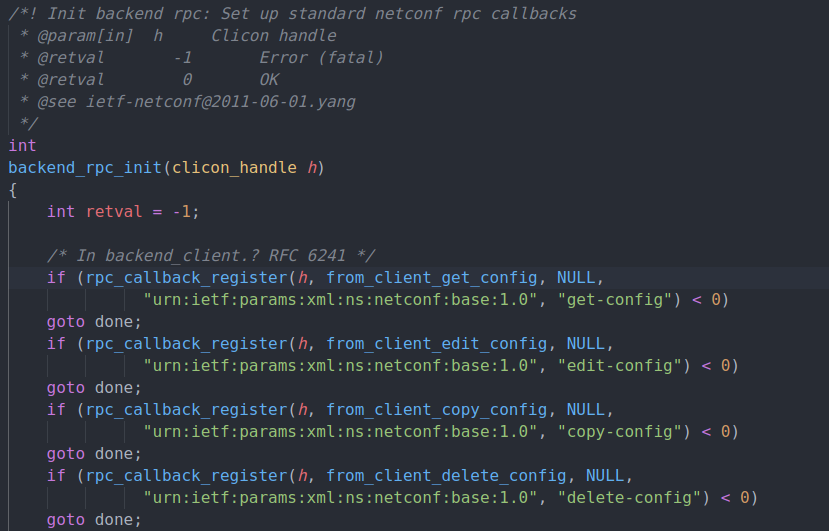 /*! Init backend rpc: Set up standard netconf rpc callbacks
 * @param[in]  h     Clicon handle
 * @retval       -1       Error (fatal)
 * @retval        0       OK
 * @see ietf-netconf@2011-06-01.yang
 */
int
backend_rpc_init(clicon_handle h)
{
    int retval = -1;

    /* In backend_client.? RFC 6241 */
    if (rpc_callback_register(h, from_client_get_config, NULL,
              "urn:ietf:params:xml:ns:netconf:base:1.0", "get-config") < 0)
    goto done;
    if (rpc_callback_register(h, from_client_edit_config, NULL,
              "urn:ietf:params:xml:ns:netconf:base:1.0", "edit-config") < 0)
    goto done;
    if (rpc_callback_register(h, from_client_copy_config, NULL,
              "urn:ietf:params:xml:ns:netconf:base:1.0", "copy-config") < 0)
    goto done;
    if (rpc_callback_register(h, from_client_delete_config, NULL,
              "urn:ietf:params:xml:ns:netconf:base:1.0", "delete-config") < 0)
    goto done;